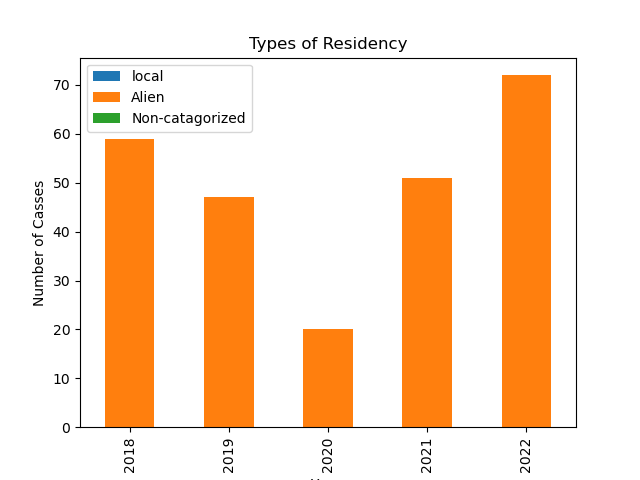 Types of Residency
local
Alien
Non-catagorized
Number of Casses
70
60
50
40
30
20
10
0
2018
2019
2020
2021
2022